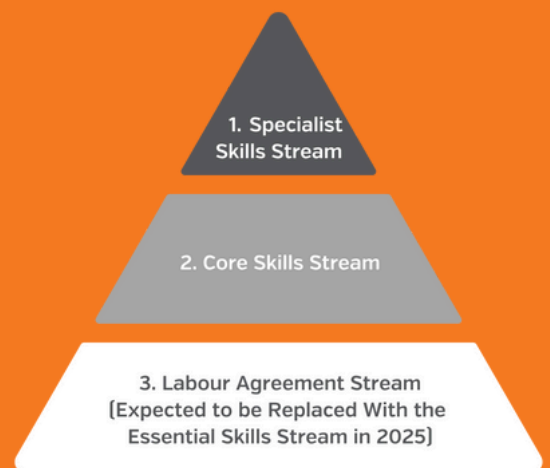 1. Specialist
Skills Stream
2. Core Skills Stream
3. Labour Agreement Stream
(Expected to be Replaced With the
Essential Skills Stream in 2025)